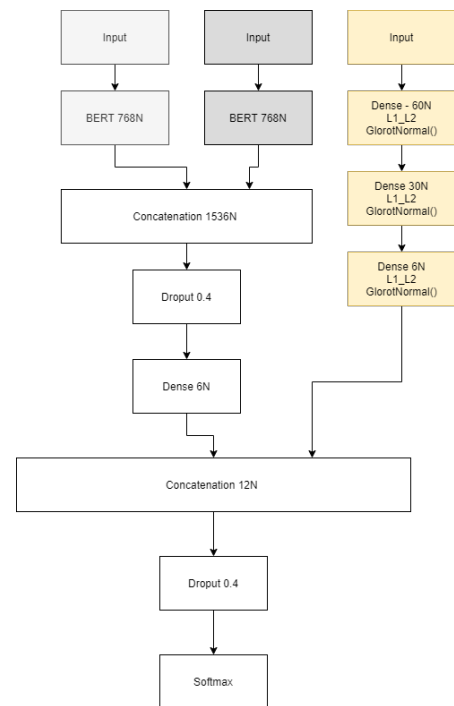 Input
Input
Input
BERT 768N
BERT 768N
Dense - 60N
L1_L2
GlorotNormal()
Dense 30N
L1_L2
GlorotNormal()
Concatenation 1536N
Dense 6N
L1_L2
GlorotNormal()
Droput 0.4
Dense 6N
Concatenation 12N
Droput 0.4
Softmax